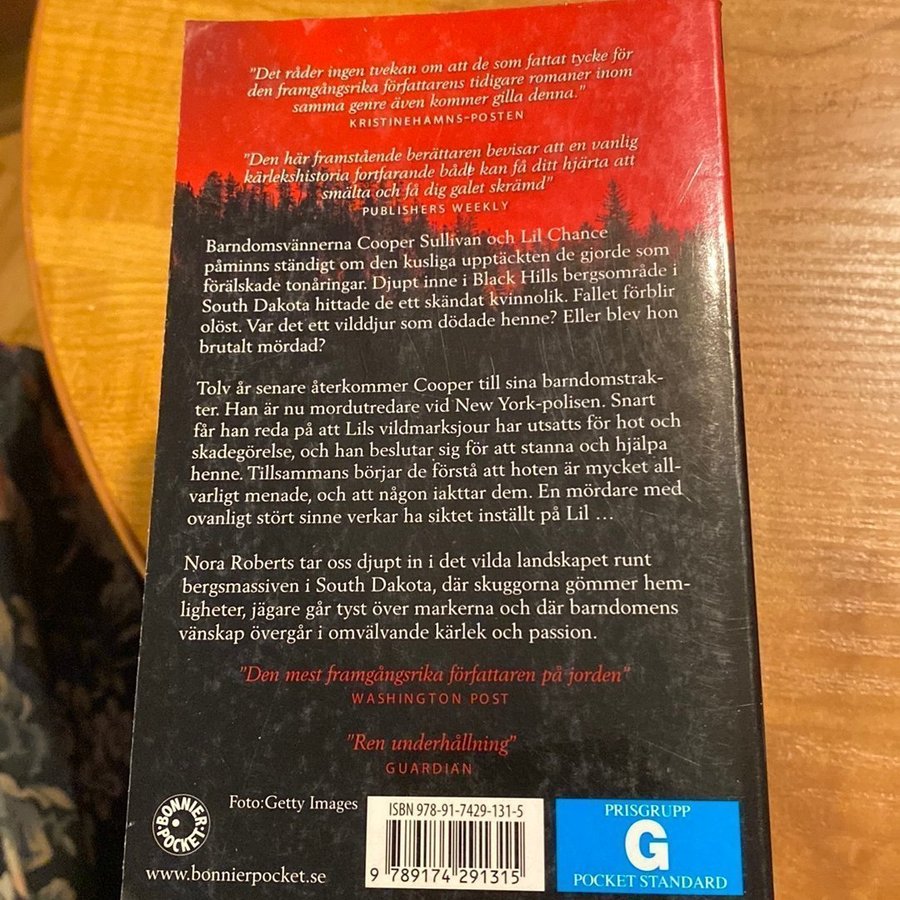 "Det råder ingen tvekan om att de som fattat tycke för
den framgångsrika författarens tidigare romaner inom
samma genre även kommer gilla denna."
KRISTINEHAMNS-POSTEN
"Den här framstående berättaren bevisar att en vanlig
kärlekshistoria fortfarande både kan få ditt hjärta att
smälta och få dig galet skrämd"
PUBLISHERS WEEKLY
Barndomsvännerna Cooper Sullivan och Lil Chance
påminns ständigt om den kusliga upptäckten de gjorde som
förälskade tonåringar. Djupt inne i Black Hills bergsområde i
South Dakota hittade de ett skändat kvinnolik. Fallet förblir
olöst. Var det ett vilddjur som dödade henne? Eller blev hon
brutalt mördad?
Tolv år senare återkommer Cooper till sina barndomstrak-
ter. Han är nu mordutredare vid New York-polisen. Snart
får han reda på att Lils vildmarksjour har utsatts för hot och
skadegörelse, och han beslutar sig för att stanna och hjälpa
henne. Tillsammans börjar de förstå att hoten är mycket all-
varligt menade, och att någon iakttar dem. En mördare med
ovanligt stört sinne verkar ha siktet inställt på Lil ...
Nora Roberts tar oss djupt in i det vilda landskapet runt
bergsmassiven i South Dakota, där skuggorna gömmer hem-
ligheter, jägare går tyst över markerna och där barndomens
vänskap övergår i omvälvande kärlek och passion.
"Den mest framgångsrika författaren på jorden"
WASHINGTON POST
"Ren underhållning"
GUARDIAN
Foto:Getty Images
BONNIER POCKET
www.bonnierpocket.se
ISBN 978-91-7429-131-5
9 789174 291315
PRISGRUPP
G
POCKET STANDARD